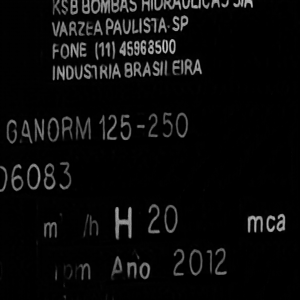 KSB BOMBAS HIDRAULICAS S/A
VARZEA PAULISTA-SP
FONE (11) 45968500
INDUSTRIA BRASILEIRA
GANORM 125-250
06083
m³ /h H 20 mca
rpm Ano 2012